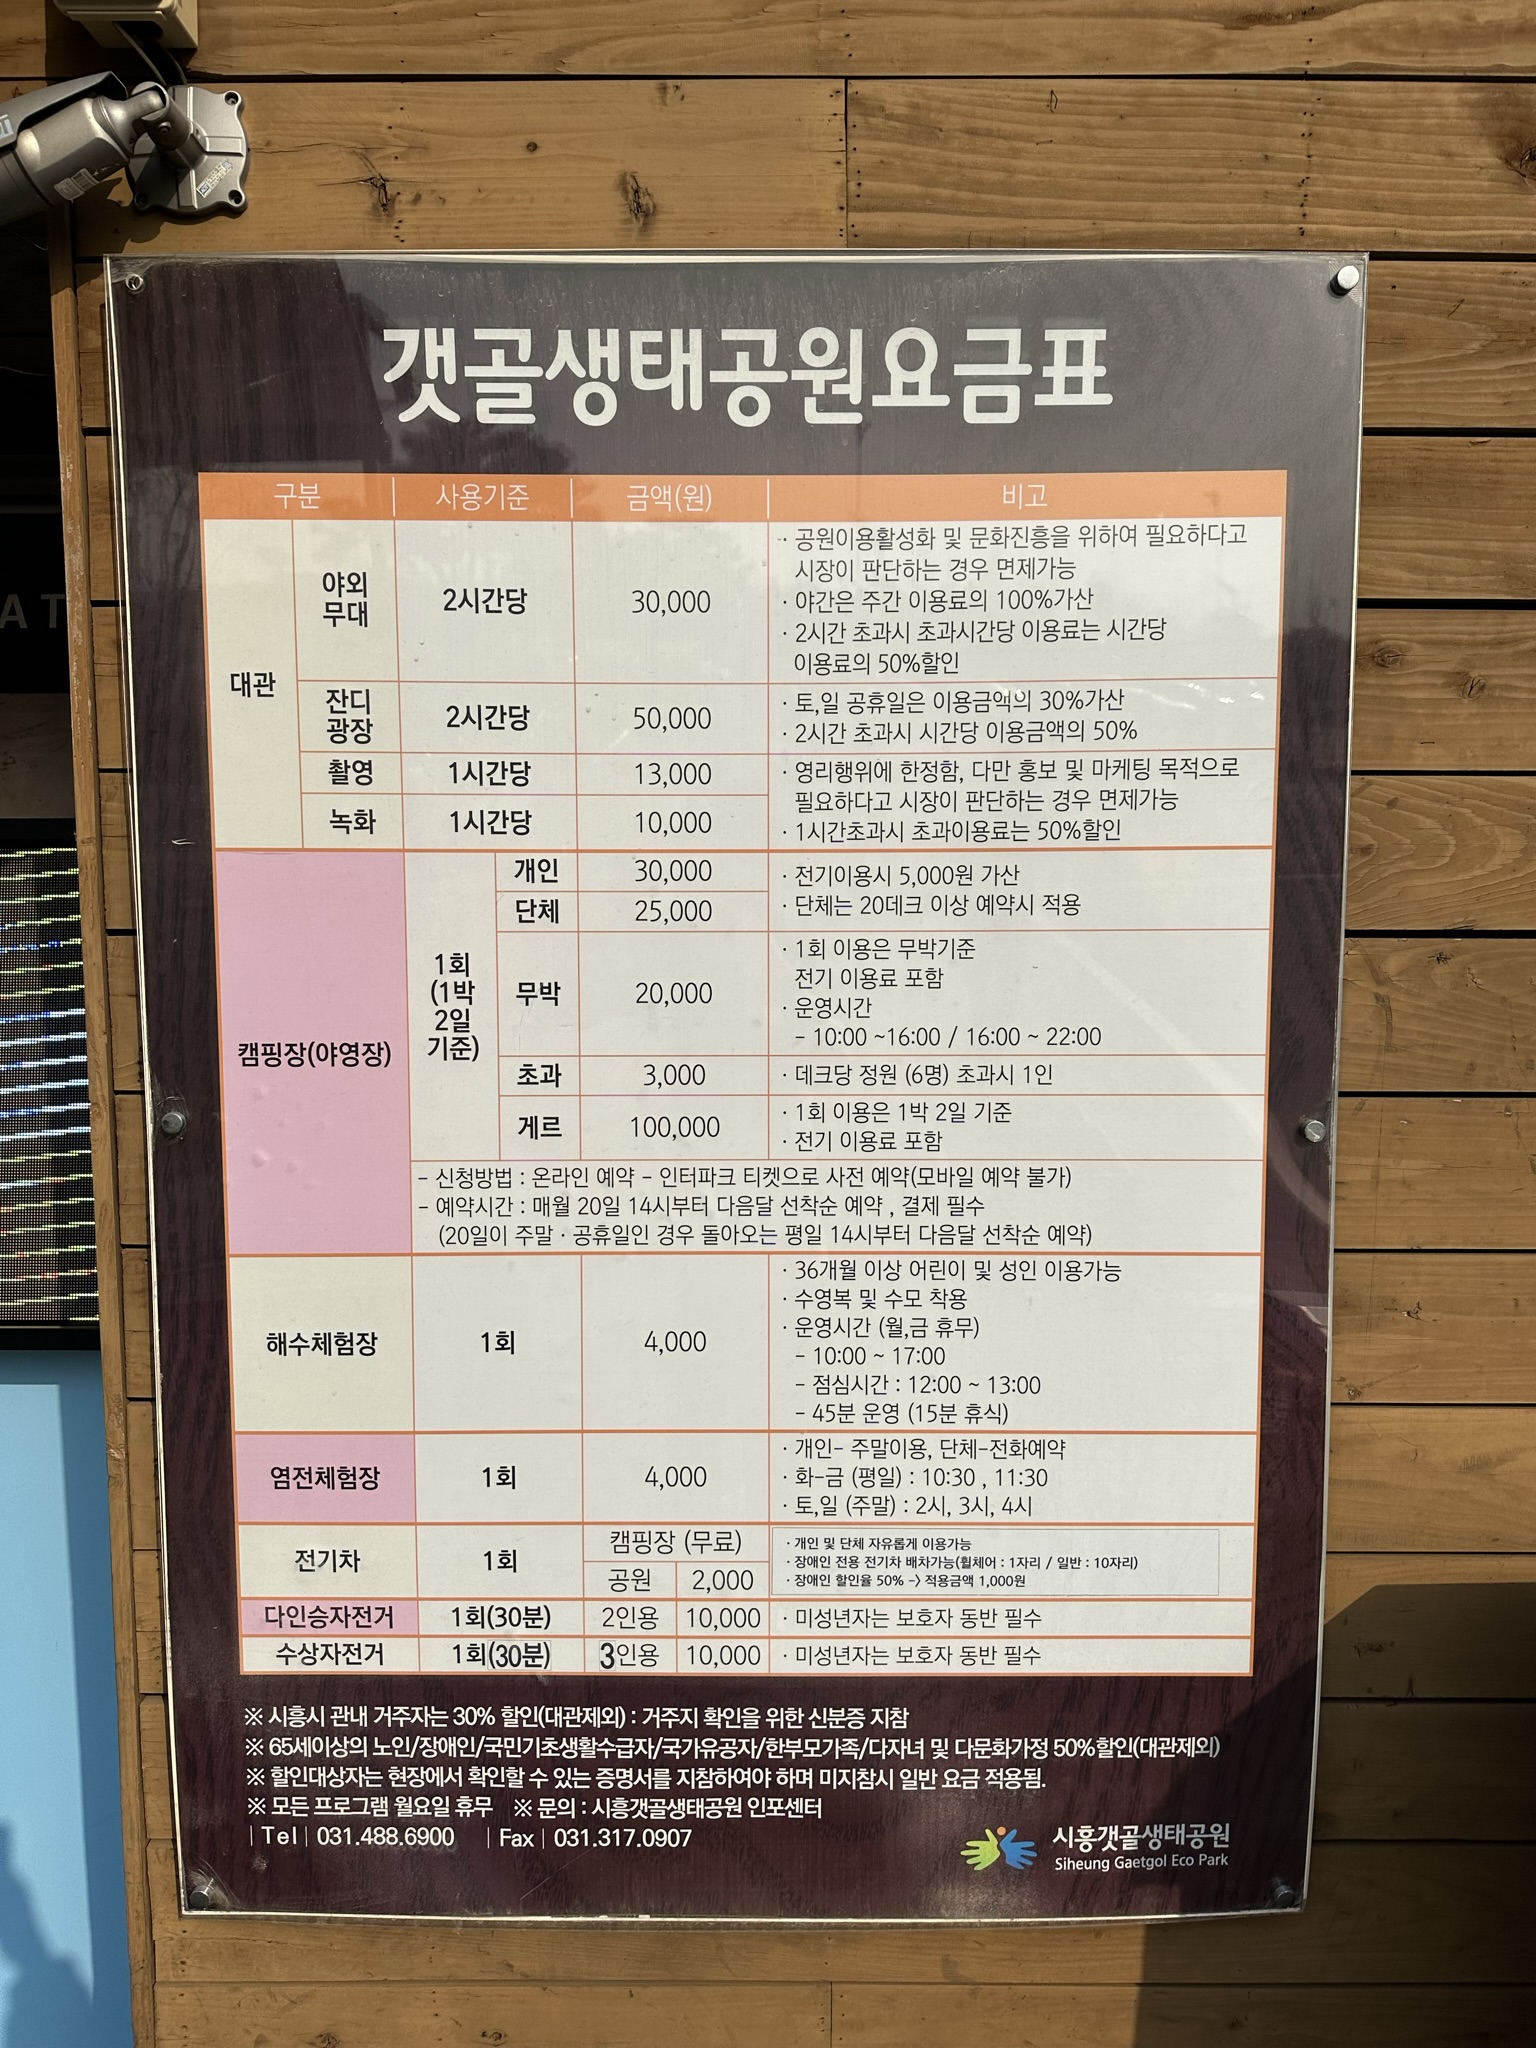 갯골생태공원요금표
구분 사용기준 금액(원) 비고
대관
야외
무대
2시간당
30,000
· 공원이용활성화 및 문화진흥을 위하여 필요하다고
시장이 판단하는 경우 면제가능
· 야간은 주간 이용료의 100%가산
· 2시간 초과시 초과시간당 이용료는 시간당
이용료의 50%할인
잔디
광장
2시간당
50,000
· 토,일 공휴일은 이용금액의 30%가산
· 2시간 초과시 시간당 이용금액의 50%
촬영 1시간당 13,000
녹화 1시간당 10,000
· 영리행위에 한정함, 다만 홍보 및 마케팅 목적으로
필요하다고 시장이 판단하는 경우 면제가능
· 1시간초과시 초과이용료는 50%할인
캠핑장(야영장)
1회
(1박
2일
기준)
개인 30,000
단체 25,000
· 전기이용시 5,000원 가산
· 단체는 20데크 이상 예약시 적용
무박 20,000
· 1회 이용은 무박기준
전기 이용료 포함
· 운영시간
- 10:00 ~16:00 / 16:00 ~ 22:00
초과 3,000 · 데크당 정원 (6명) 초과시 1인
게르 100,000
· 1회 이용은 1박 2일 기준
· 전기 이용료 포함
- 신청방법 : 온라인 예약 - 인터파크 티켓으로 사전 예약(모바일 예약 불가)
- 예약시간 : 매월 20일 14시부터 다음달 선착순 예약 , 결제 필수
(20일이 주말 · 공휴일인 경우 돌아오는 평일 14시부터 다음달 선착순 예약)
해수체험장 1회 4,000
· 36개월 이상 어린이 및 성인 이용가능
· 수영복 및 수모 착용
· 운영시간 (월,금 휴무)
- 10:00 ~ 17:00
- 점심시간 : 12:00 ~ 13:00
- 45분 운영 (15분 휴식)
염전체험장 1회 4,000
· 개인- 주말이용, 단체-전화예약
· 화-금 (평일) : 10:30 , 11:30
· 토,일 (주말) : 2시, 3시, 4시
전기차 1회
캠핑장 (무료)
공원 2,000
· 개인 및 단체 자유롭게 이용가능
· 장애인 전용 전기차 배차가능(휠체어 : 1자리 / 일반 : 10자리)
· 장애인 할인율 50% -> 적용금액 1,000원
다인승자전거 1회(30분) 2인용 10,000 · 미성년자는 보호자 동반 필수
수상자전거 1회(30분) 3인용 10,000 · 미성년자는 보호자 동반 필수
※ 시흥시 관내 거주자는 30% 할인(대관제외) : 거주지 확인을 위한 신분증 지참
※ 65세이상의 노인/장애인/국민기초생활수급자/국가유공자/한부모가족/다자녀 및 다문화가정 50%할인(대관제외)
※ 할인대상자는 현장에서 확인할 수 있는 증명서를 지참하여야 하며 미지참시 일반 요금 적용됨.
※ 모든 프로그램 월요일 휴무 ※ 문의 : 시흥갯골생태공원 인포센터
| Tel | 031.488.6900 | Fax | 031.317.0907
시흥갯골생태공원
Siheung Gaetgol Eco Park